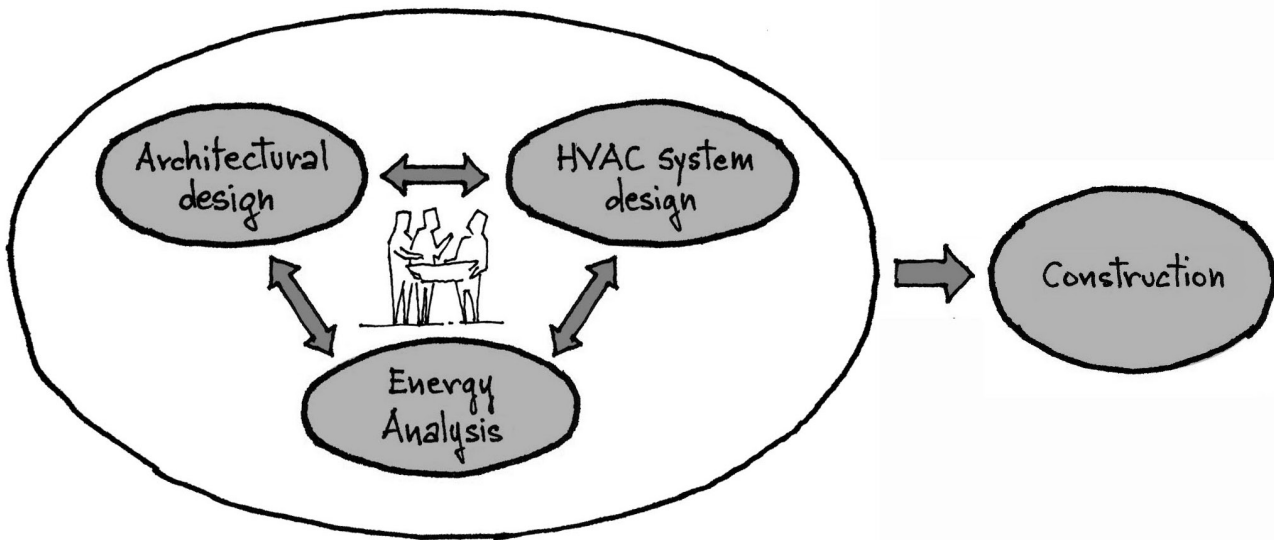 Architectural
design
HVAC system
design
Energy
Analysis
Construction